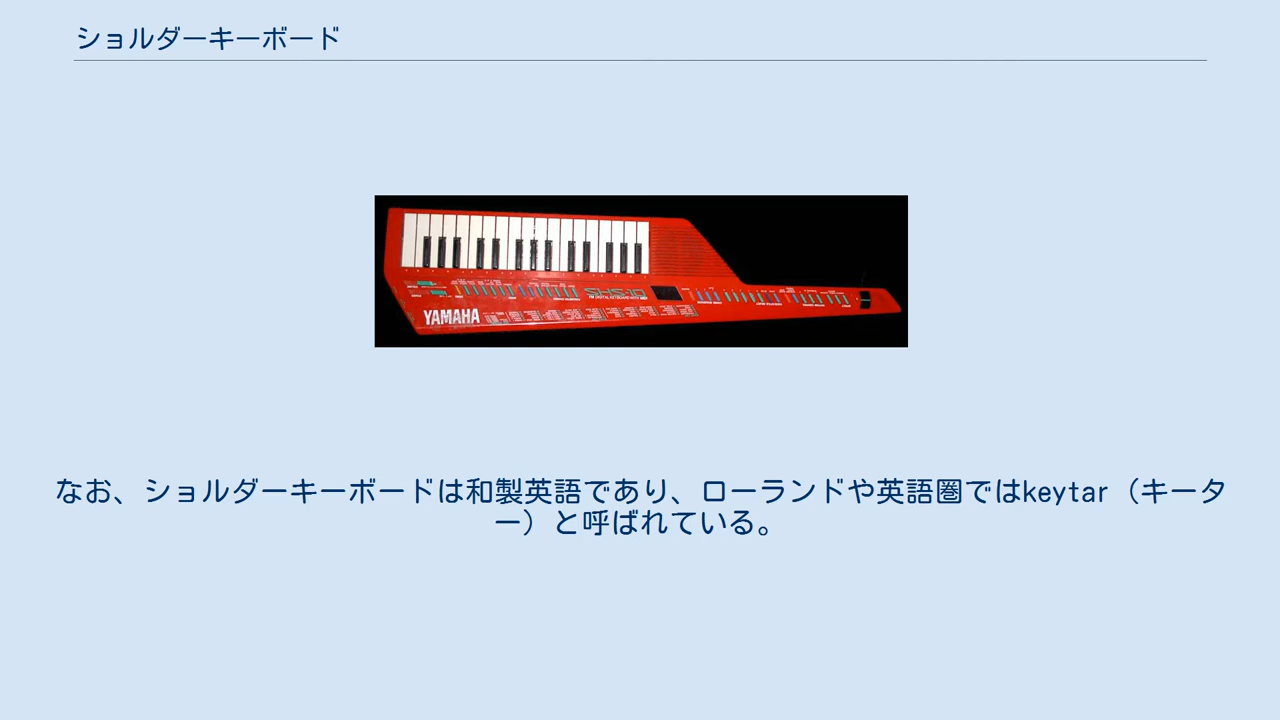 ショルダーキーボード
YAMAHA
SHS-10
なお、ショルダーキーボードは和製英語であり、ローランドや英語圏ではkeytar（キータ
ー）と呼ばれている。